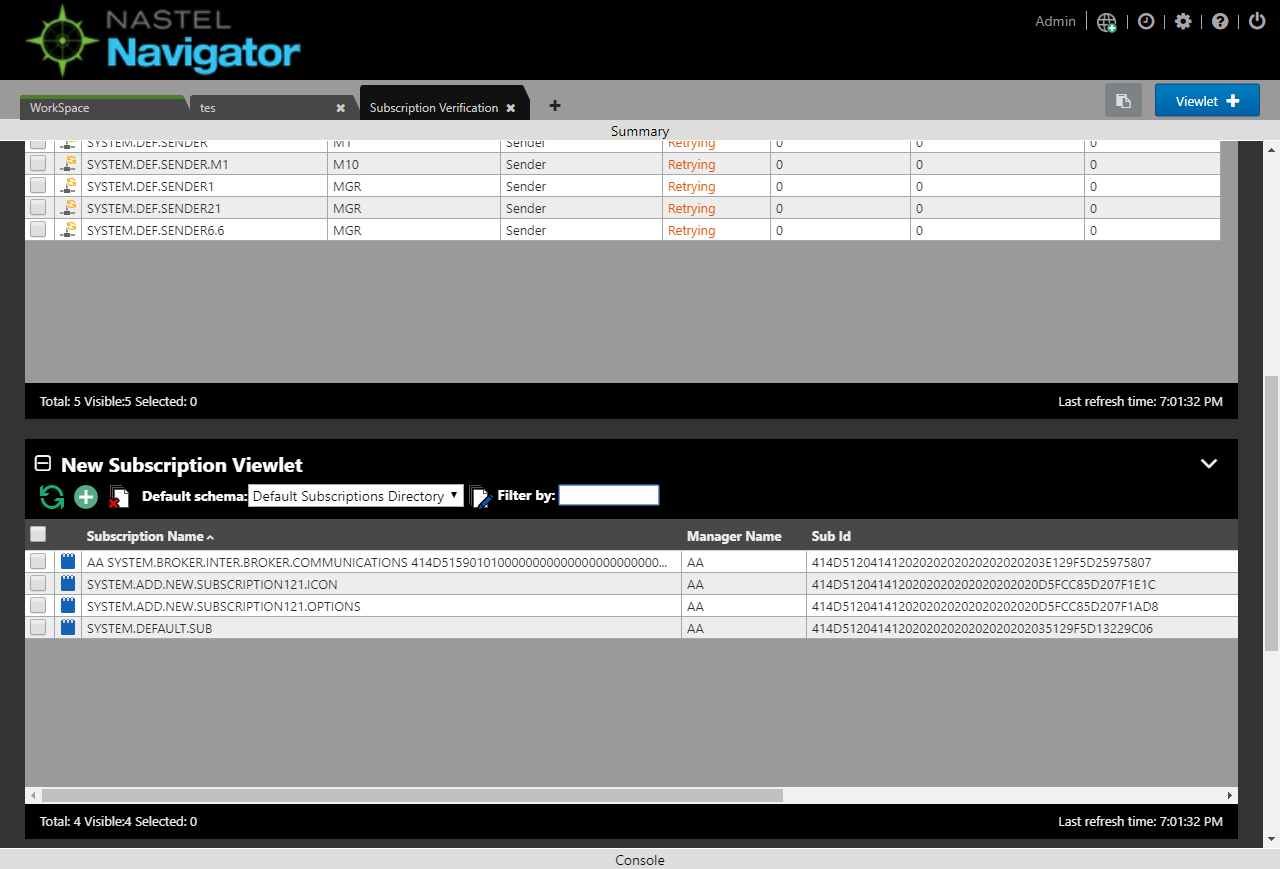 NASTEL
Navigator
Admin
WorkSpace tes Subscription Verification Viewlet
Summary
SYSTEM.DEF.SENDER M1 Sender Retrying 0 0 0
SYSTEM.DEF.SENDER.M1 M10 Sender Retrying 0 0 0
SYSTEM.DEF.SENDER1 MGR Sender Retrying 0 0 0
SYSTEM.DEF.SENDER21 MGR Sender Retrying 0 0 0
SYSTEM.DEF.SENDER6.6 MGR Sender Retrying 0 0 0
Total: 5 Visible:5 Selected: 0 Last refresh time: 7:01:32 PM
New Subscription Viewlet
Default schema: Default Subscriptions Directory Filter by:
Subscription Name Manager Name Sub Id
AA SYSTEM.BROKER.INTER.BROKER.COMMUNICATIONS 414D51590101000000000000000000000000... AA 414D5120414120202020202020202020203E129F5D25975807
SYSTEM.ADD.NEW.SUBSCRIPTION121.ICON AA 414D512041412020202020202020202020D5FCC85D207F1E1C
SYSTEM.ADD.NEW.SUBSCRIPTION121.OPTIONS AA 414D512041412020202020202020202020D5FCC85D207F1AD8
SYSTEM.DEFAULT.SUB AA 414D51204141202020202020202020202035129F5D13229C06
Total: 4 Visible:4 Selected: 0 Last refresh time: 7:01:32 PM
Console